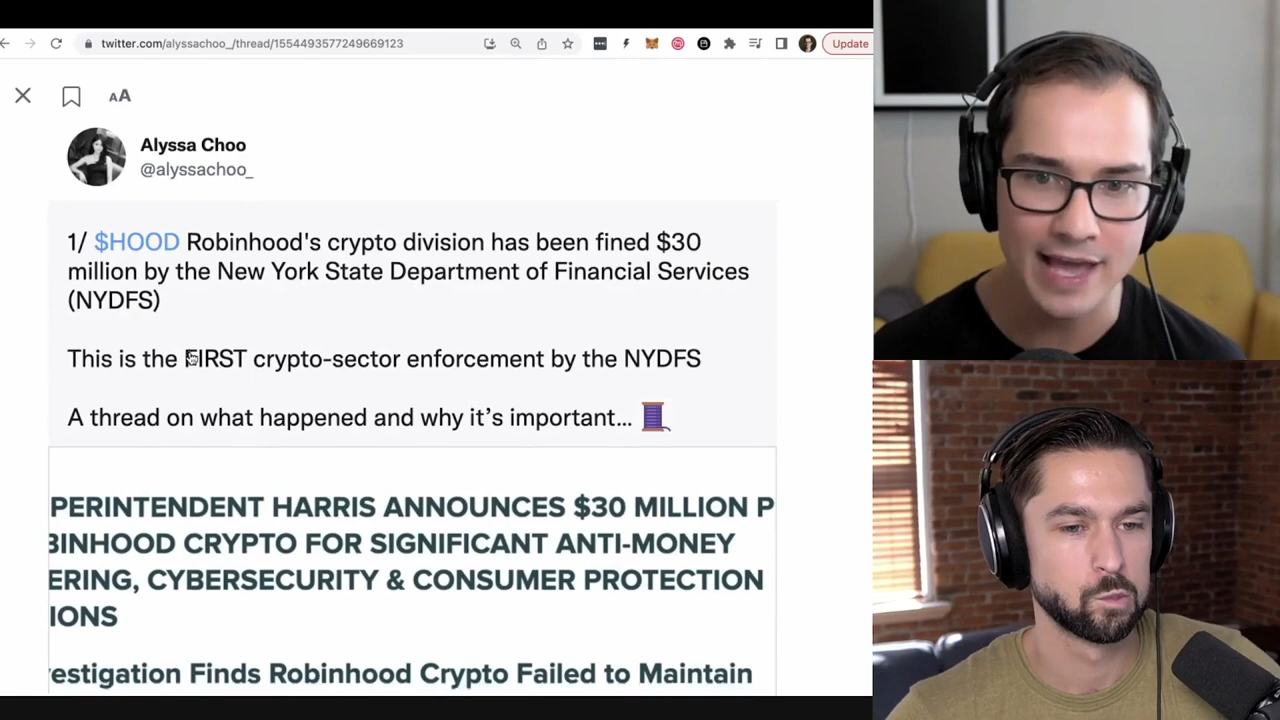 twitter.com/alyssachoo_/thread/1554493577249669123
Update
AA
Alyssa Choo
@alyssachoo_
1/ $HOOD Robinhood's crypto division has been fined $30
million by the New York State Department of Financial Services
(NYDFS)
This is the FIRST crypto-sector enforcement by the NYDFS
A thread on what happened and why it’s important...
PERINTENDENT HARRIS ANNOUNCES $30 MILLION P
BINHOOD CRYPTO FOR SIGNIFICANT ANTI-MONEY
ERING, CYBERSECURITY & CONSUMER PROTECTION
IONS
estigation Finds Robinhood Crypto Failed to Maintain